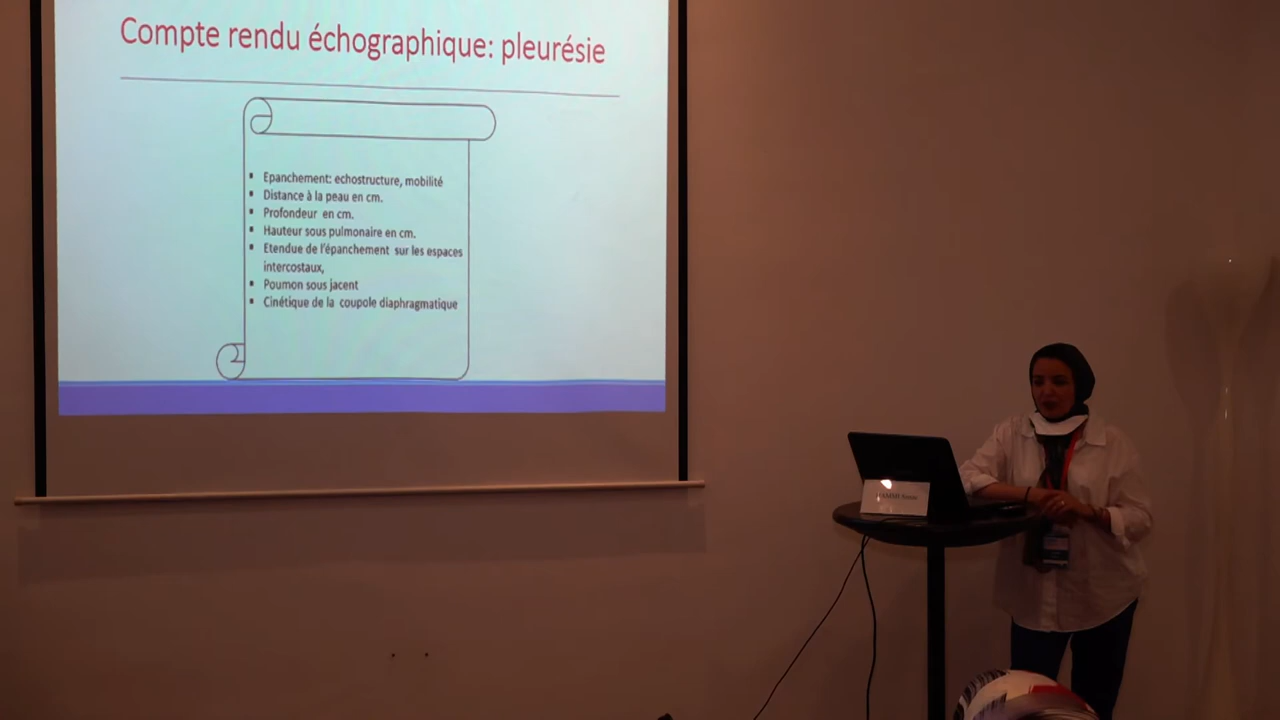 Compte rendu échographique: pleurésie
▪ Epanchement: echostructure, mobilité
▪ Distance à la peau en cm.
▪ Profondeur en cm.
▪ Hauteur sous pulmonaire en cm.
▪ Etendue de l'épanchement sur les espaces
intercostaux,
▪ Poumon sous jacent
▪ Cinétique de la coupole diaphragmatique